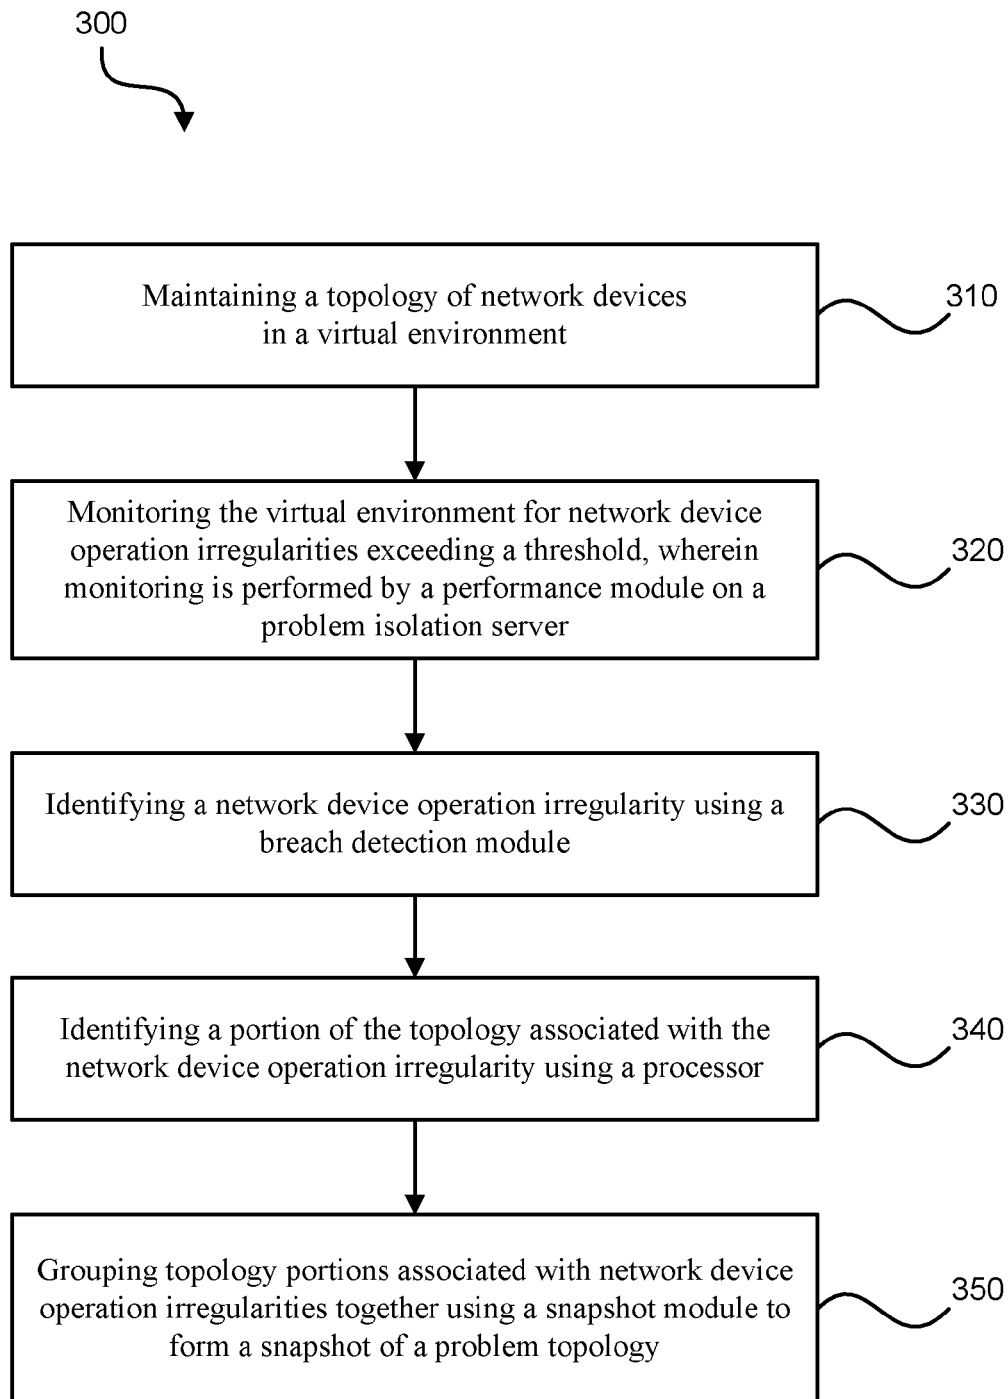 300
Maintaining a topology of network devices
in a virtual environment
310
Monitoring the virtual environment for network device
operation irregularities exceeding a threshold, wherein
monitoring is performed by a performance module on a
problem isolation server
320
Identifying a network device operation irregularity using a
breach detection module
330
Identifying a portion of the topology associated with the
network device operation irregularity using a processor
340
Grouping topology portions associated with network device
operation irregularities together using a snapshot module to
form a snapshot of a problem topology
350